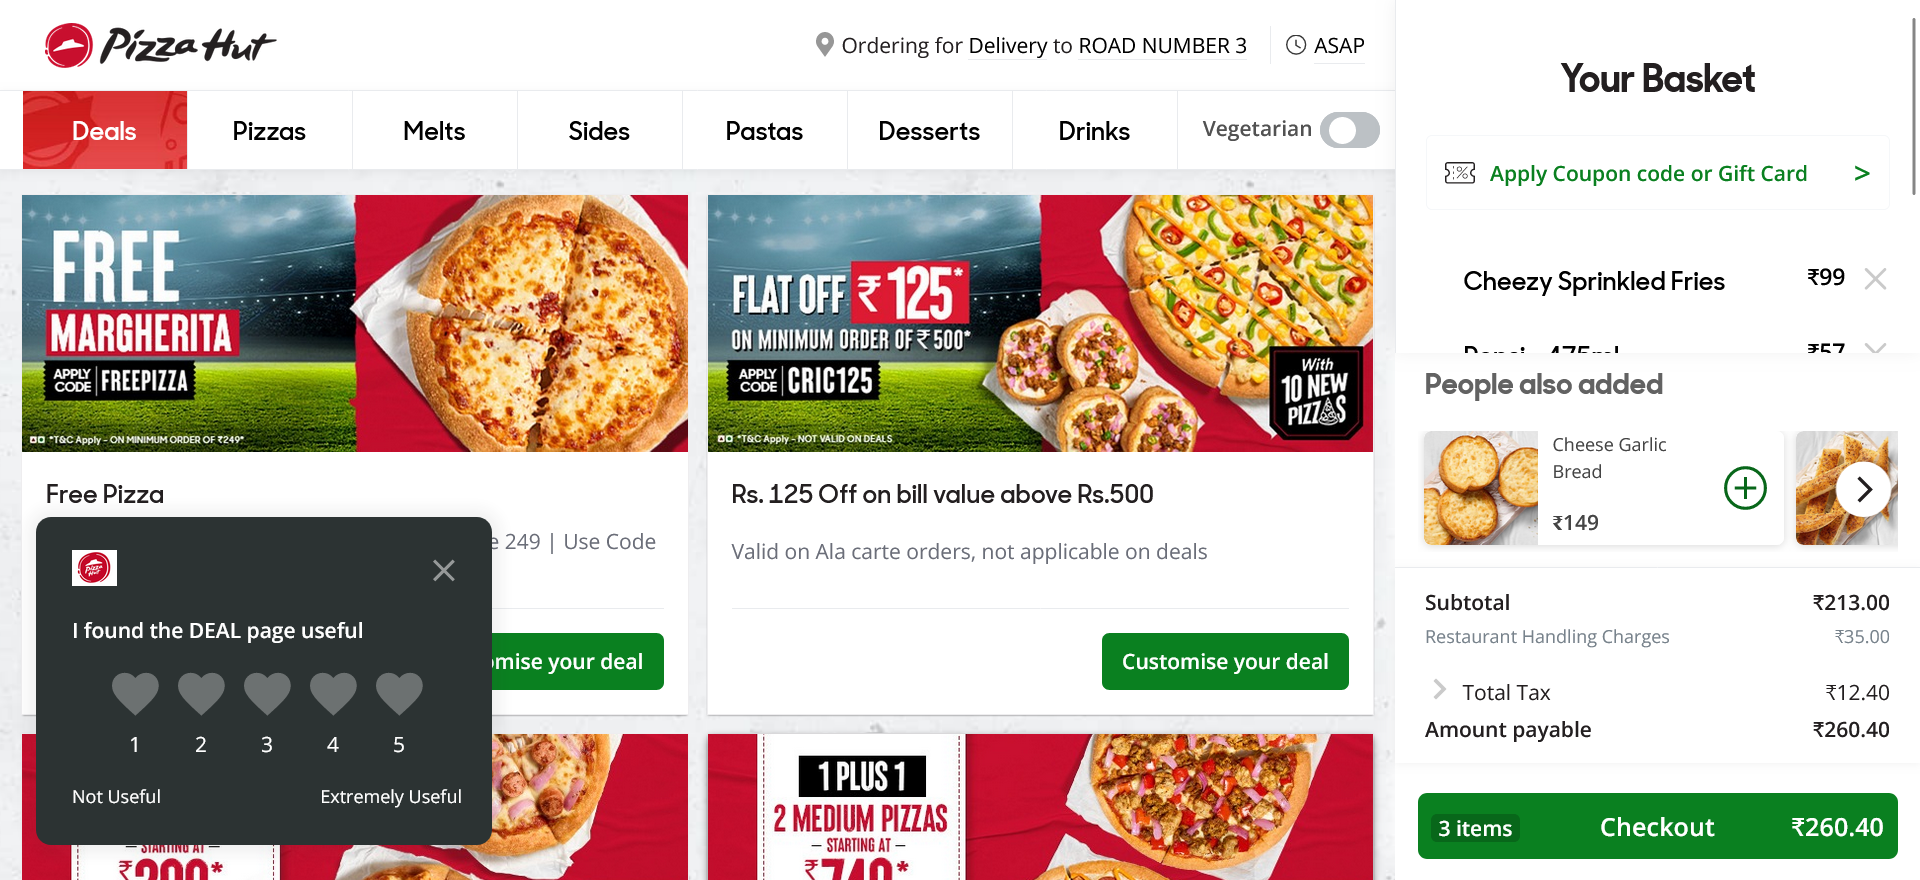 Pizza Hut
Ordering for Delivery to ROAD NUMBER 3
ASAP
Deals
Pizzas
Melts
Sides
Pastas
Desserts
Drinks
Vegetarian
FREE
MARGHERITA
APPLY
CODE
FREEPIZZA
*T&C Apply - ON MINIMUM ORDER OF ₹249*
Free Pizza
e 249 | Use Code
omise your deal
FLAT OFF ₹125*
ON MINIMUM ORDER OF ₹500*
APPLY
CODE
CRIC125
*T&C Apply - NOT VALID ON DEALS
With
10 NEW
PIZZAS
Rs. 125 Off on bill value above Rs.500
Valid on Ala carte orders, not applicable on deals
Customise your deal
Pizza
Hut
I found the DEAL page useful
1 2 3 4 5
Not Useful
Extremely Useful
STARTING AT
1 PLUS 1
2 MEDIUM PIZZAS
– STARTING AT –
₹749*
Your Basket
Apply Coupon code or Gift Card >
Cheezy Sprinkled Fries ₹99
Pepsi 475ml ₹57
People also added
Cheese Garlic
Bread
₹149
Subtotal ₹213.00
Restaurant Handling Charges ₹35.00
Total Tax ₹12.40
Amount payable ₹260.40
3 items Checkout ₹260.40